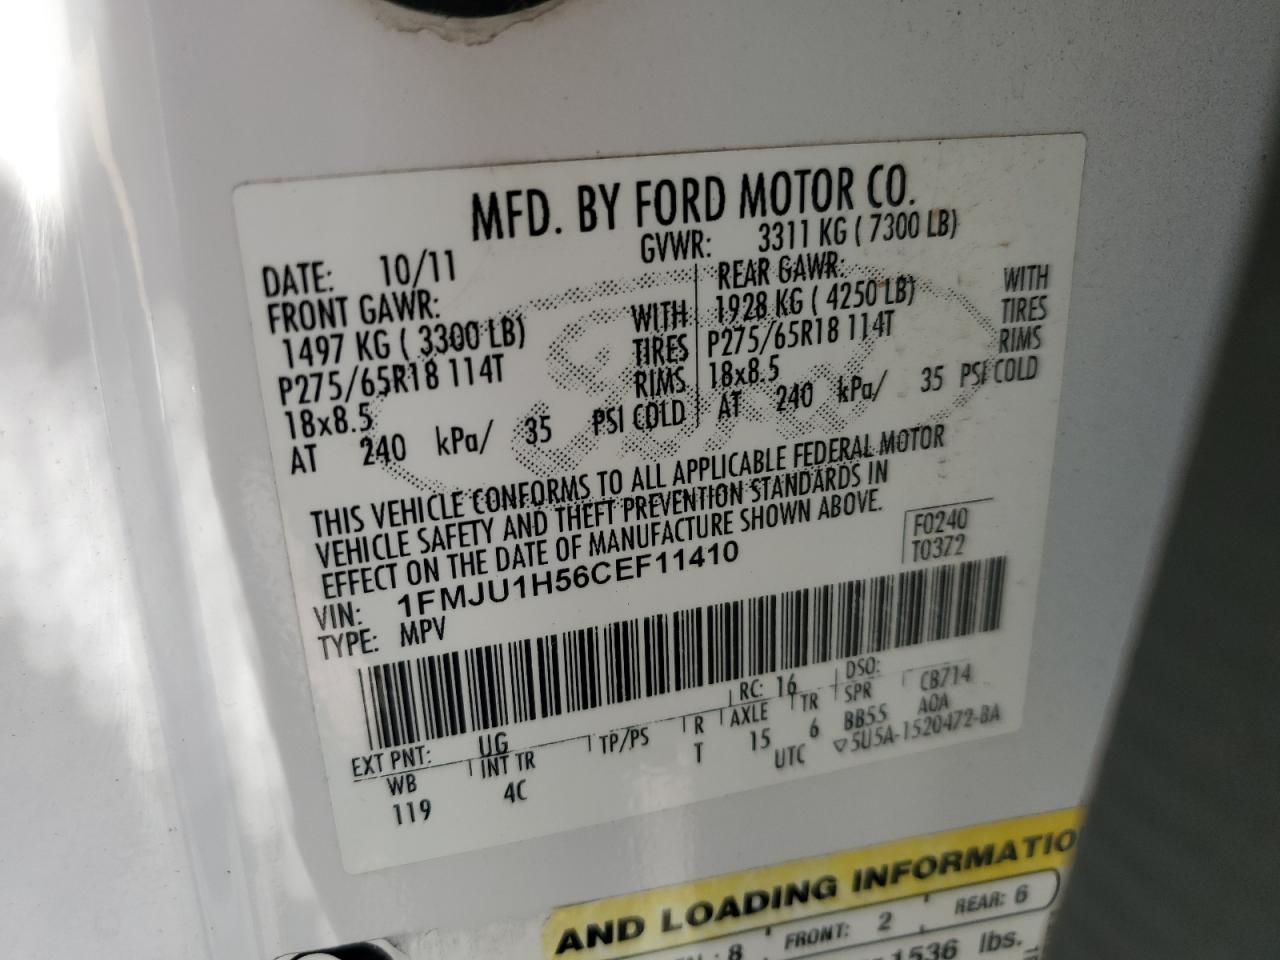 MFD. BY FORD MOTOR CO.
DATE: 10/11 GVWR: 3311 KG ( 7300 LB)
FRONT GAWR: REAR GAWR:
1497 KG ( 3300 LB) WITH 1928 KG ( 4250 LB) WITH
P275/65R18 114T TIRES P275/65R18 114T TIRES
18x8.5 RIMS 18x8.5 RIMS
AT 240 kPa/ 35 PSI COLD AT 240 kPa/ 35 PSI COLD
THIS VEHICLE CONFORMS TO ALL APPLICABLE FEDERAL MOTOR
VEHICLE SAFETY AND THEFT PREVENTION STANDARDS IN
EFFECT ON THE DATE OF MANUFACTURE SHOWN ABOVE.
F0240
VIN: 1FMJU1H56CEF11410 T0372
TYPE: MPV
EXT PNT: UG RC: 16 DSO: CB714
WB INT TR TP/PS R AXLE TR SPR A0A
119 4C T 15 6 BB55
UTC ▽5U5A-1520472-BA
AND LOADING INFORMATIO
: 8 FRONT: 2 REAR: 6
1536 lbs.